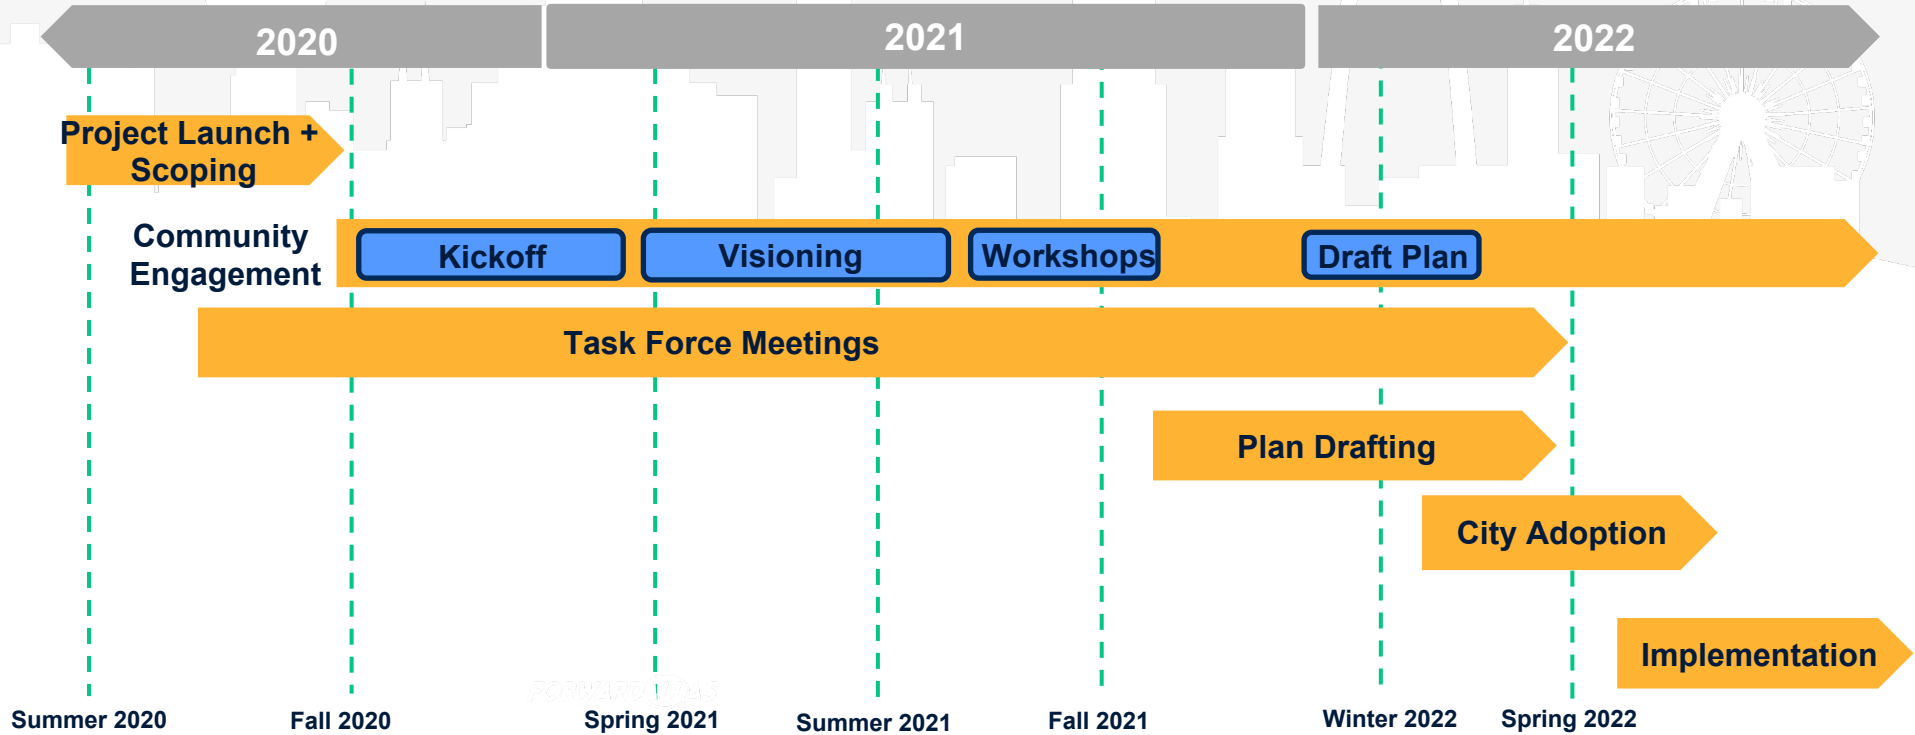 2020
2021
2022
Project Launch +
Scoping
Community
Engagement
Kickoff
Visioning
Workshops
Draft Plan
Task Force Meetings
Plan Drafting
City Adoption
Implementation
FORWARD
Summer 2020
Fall 2020
Spring 2021
Summer 2021
Fall 2021
Winter 2022
Spring 2022